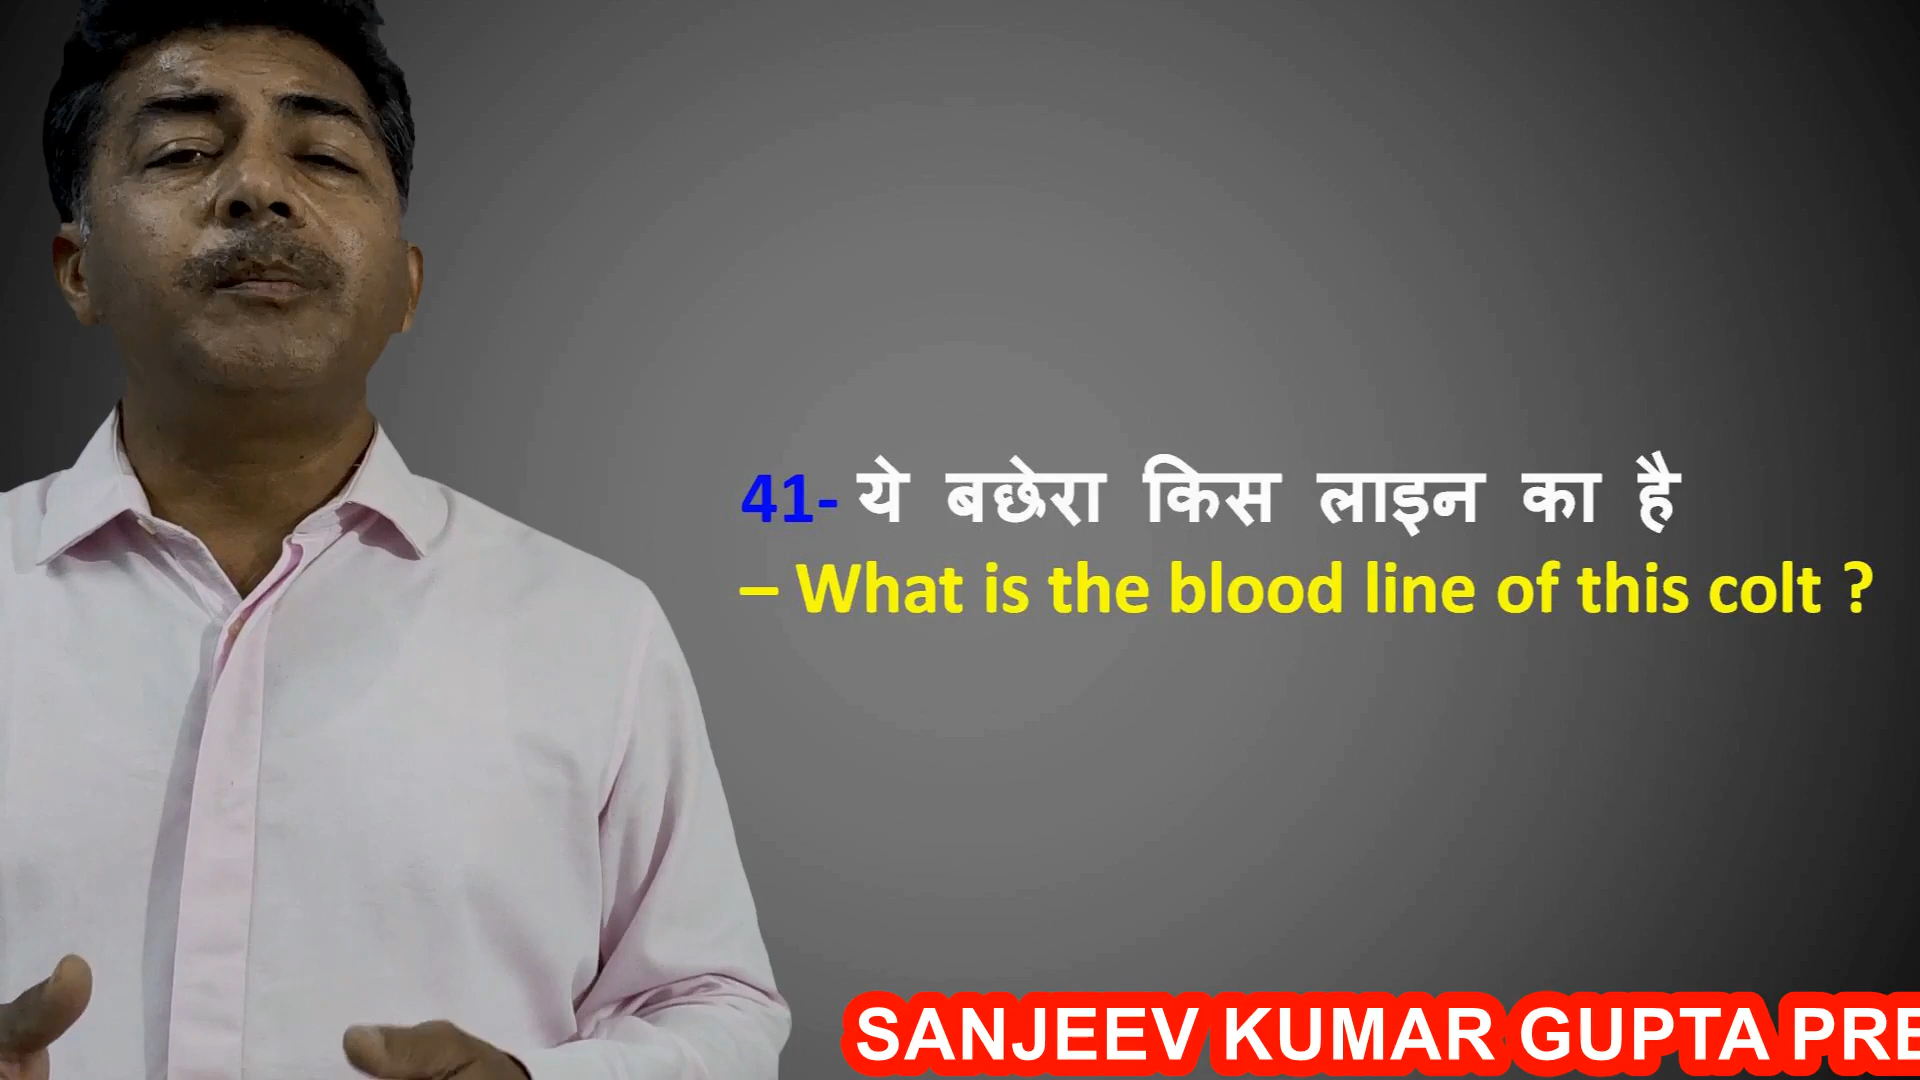 41- ये बछेरा किस लाइन का है
– What is the blood line of this colt ?
SANJEEV KUMAR GUPTA PRE